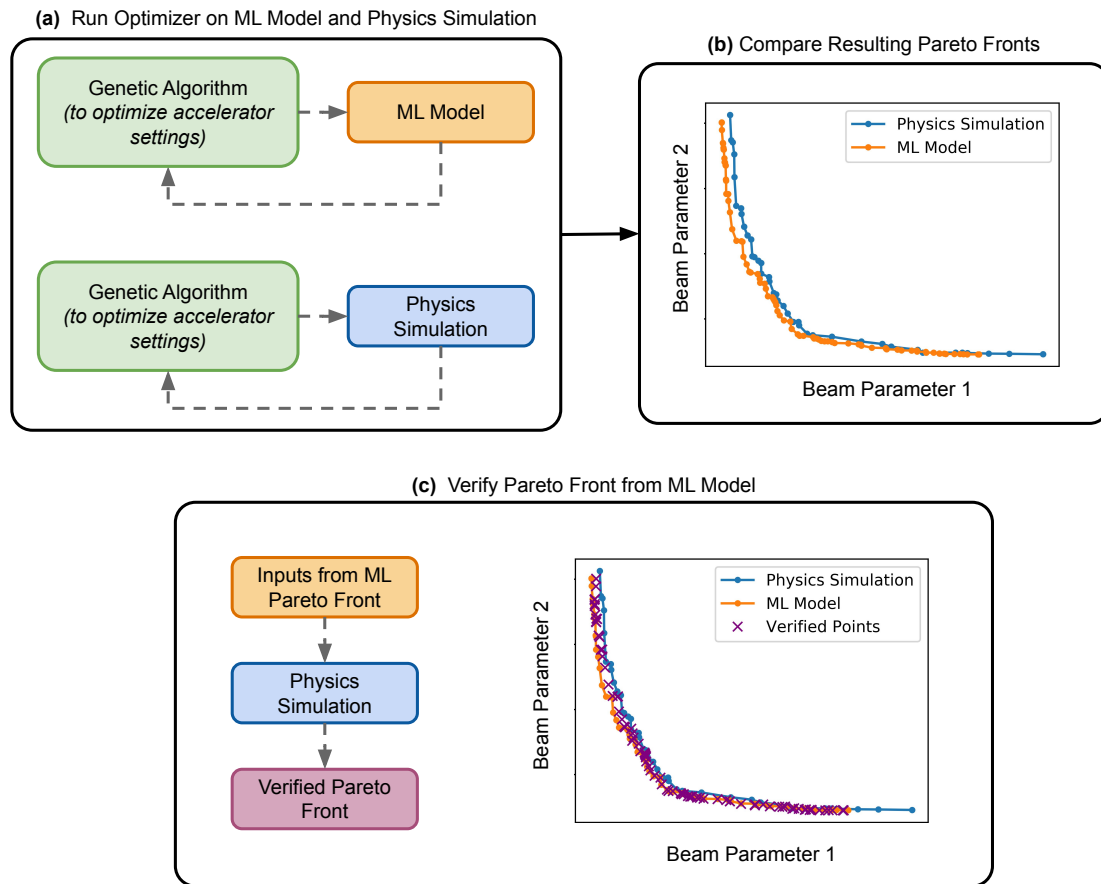 (a) Run Optimizer on ML Model and Physics Simulation
Genetic Algorithm
(to optimize accelerator
settings)
ML Model
Genetic Algorithm
(to optimize accelerator
settings)
Physics
Simulation
(b) Compare Resulting Pareto Fronts
Physics Simulation
ML Model
Beam Parameter 2
Beam Parameter 1
(c) Verify Pareto Front from ML Model
Inputs from ML
Pareto Front
Physics
Simulation
Verified Pareto
Front
Physics Simulation
ML Model
Verified Points
Beam Parameter 2
Beam Parameter 1